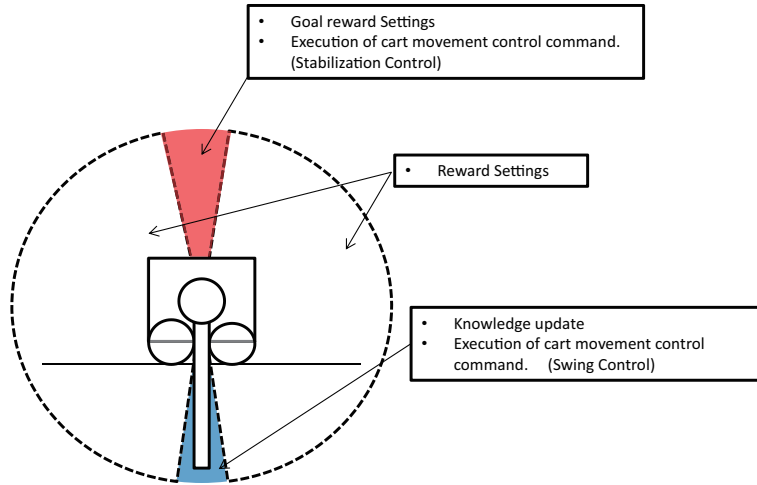 • Goal reward Settings
• Execution of cart movement control command.
(Stabilization Control)
• Reward Settings
• Knowledge update
• Execution of cart movement control
command. (Swing Control)